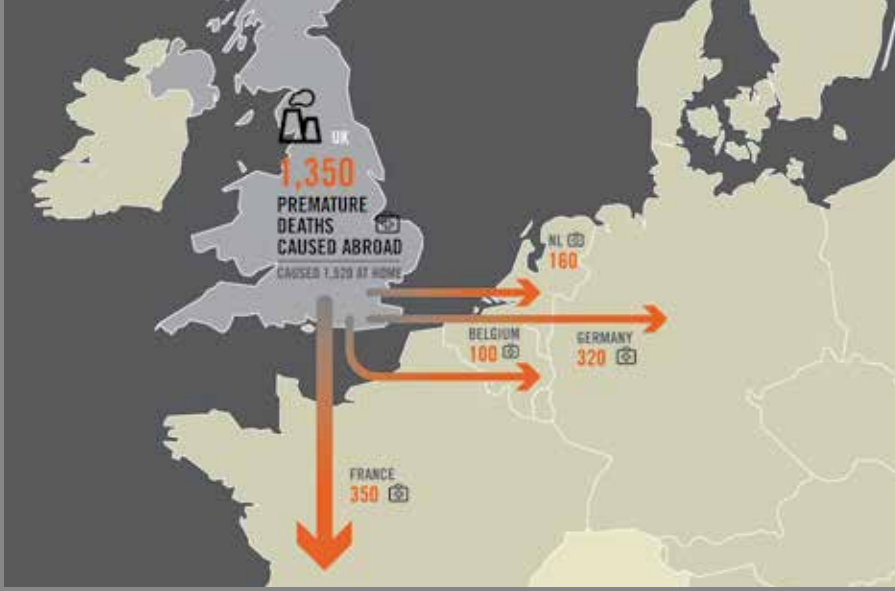 UK
1,350
PREMATURE
DEATHS
CAUSED ABROAD
CAUSED 1,520 AT HOME
NL
160
BELGIUM
100
GERMANY
320
FRANCE
350